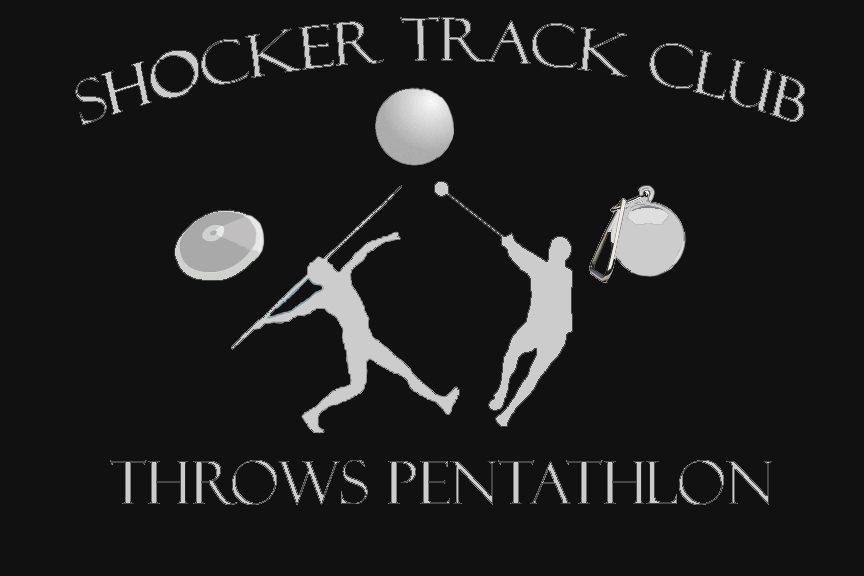 SHOCKER TRACK CLUB
THROWS PENTATHLON